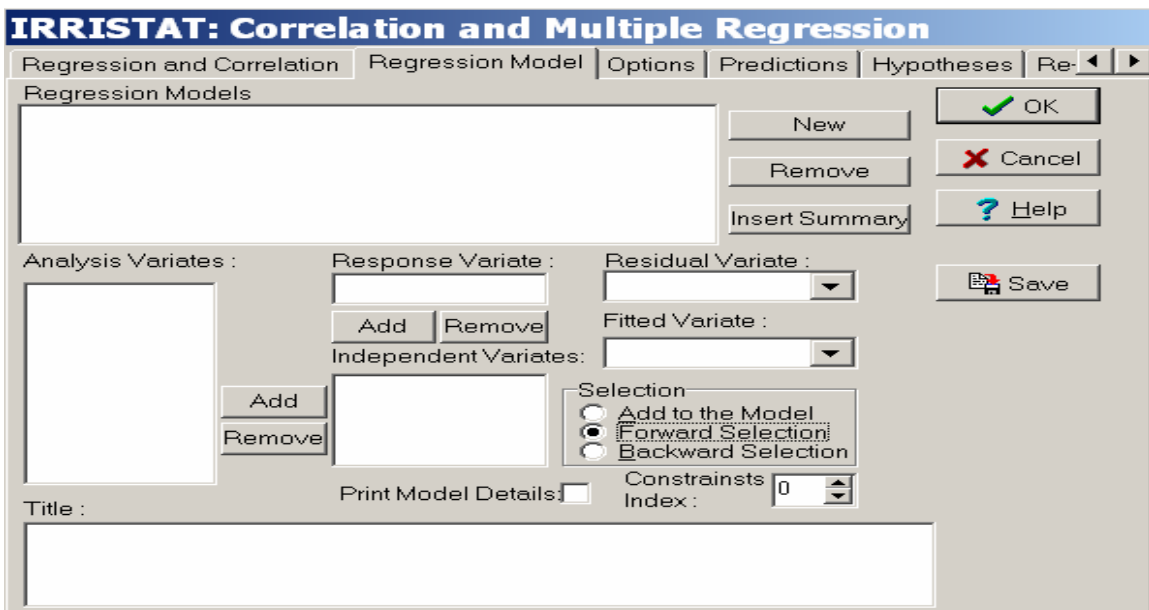 IRRISTAT: Correlation and Multiple Regression
Regression and Correlation Regression Model Options Predictions Hypotheses Re-
Regression Models
New
Remove
Insert Summary
OK
Cancel
Help
Save
Analysis Variates :
Add
Remove
Response Variate :
Add Remove
Independent Variates:
Residual Variate :
Fitted Variate :
Selection
Add to the Model
Forward Selection
Backward Selection
Print Model Details:
Constrainsts
Index :
0
Title :